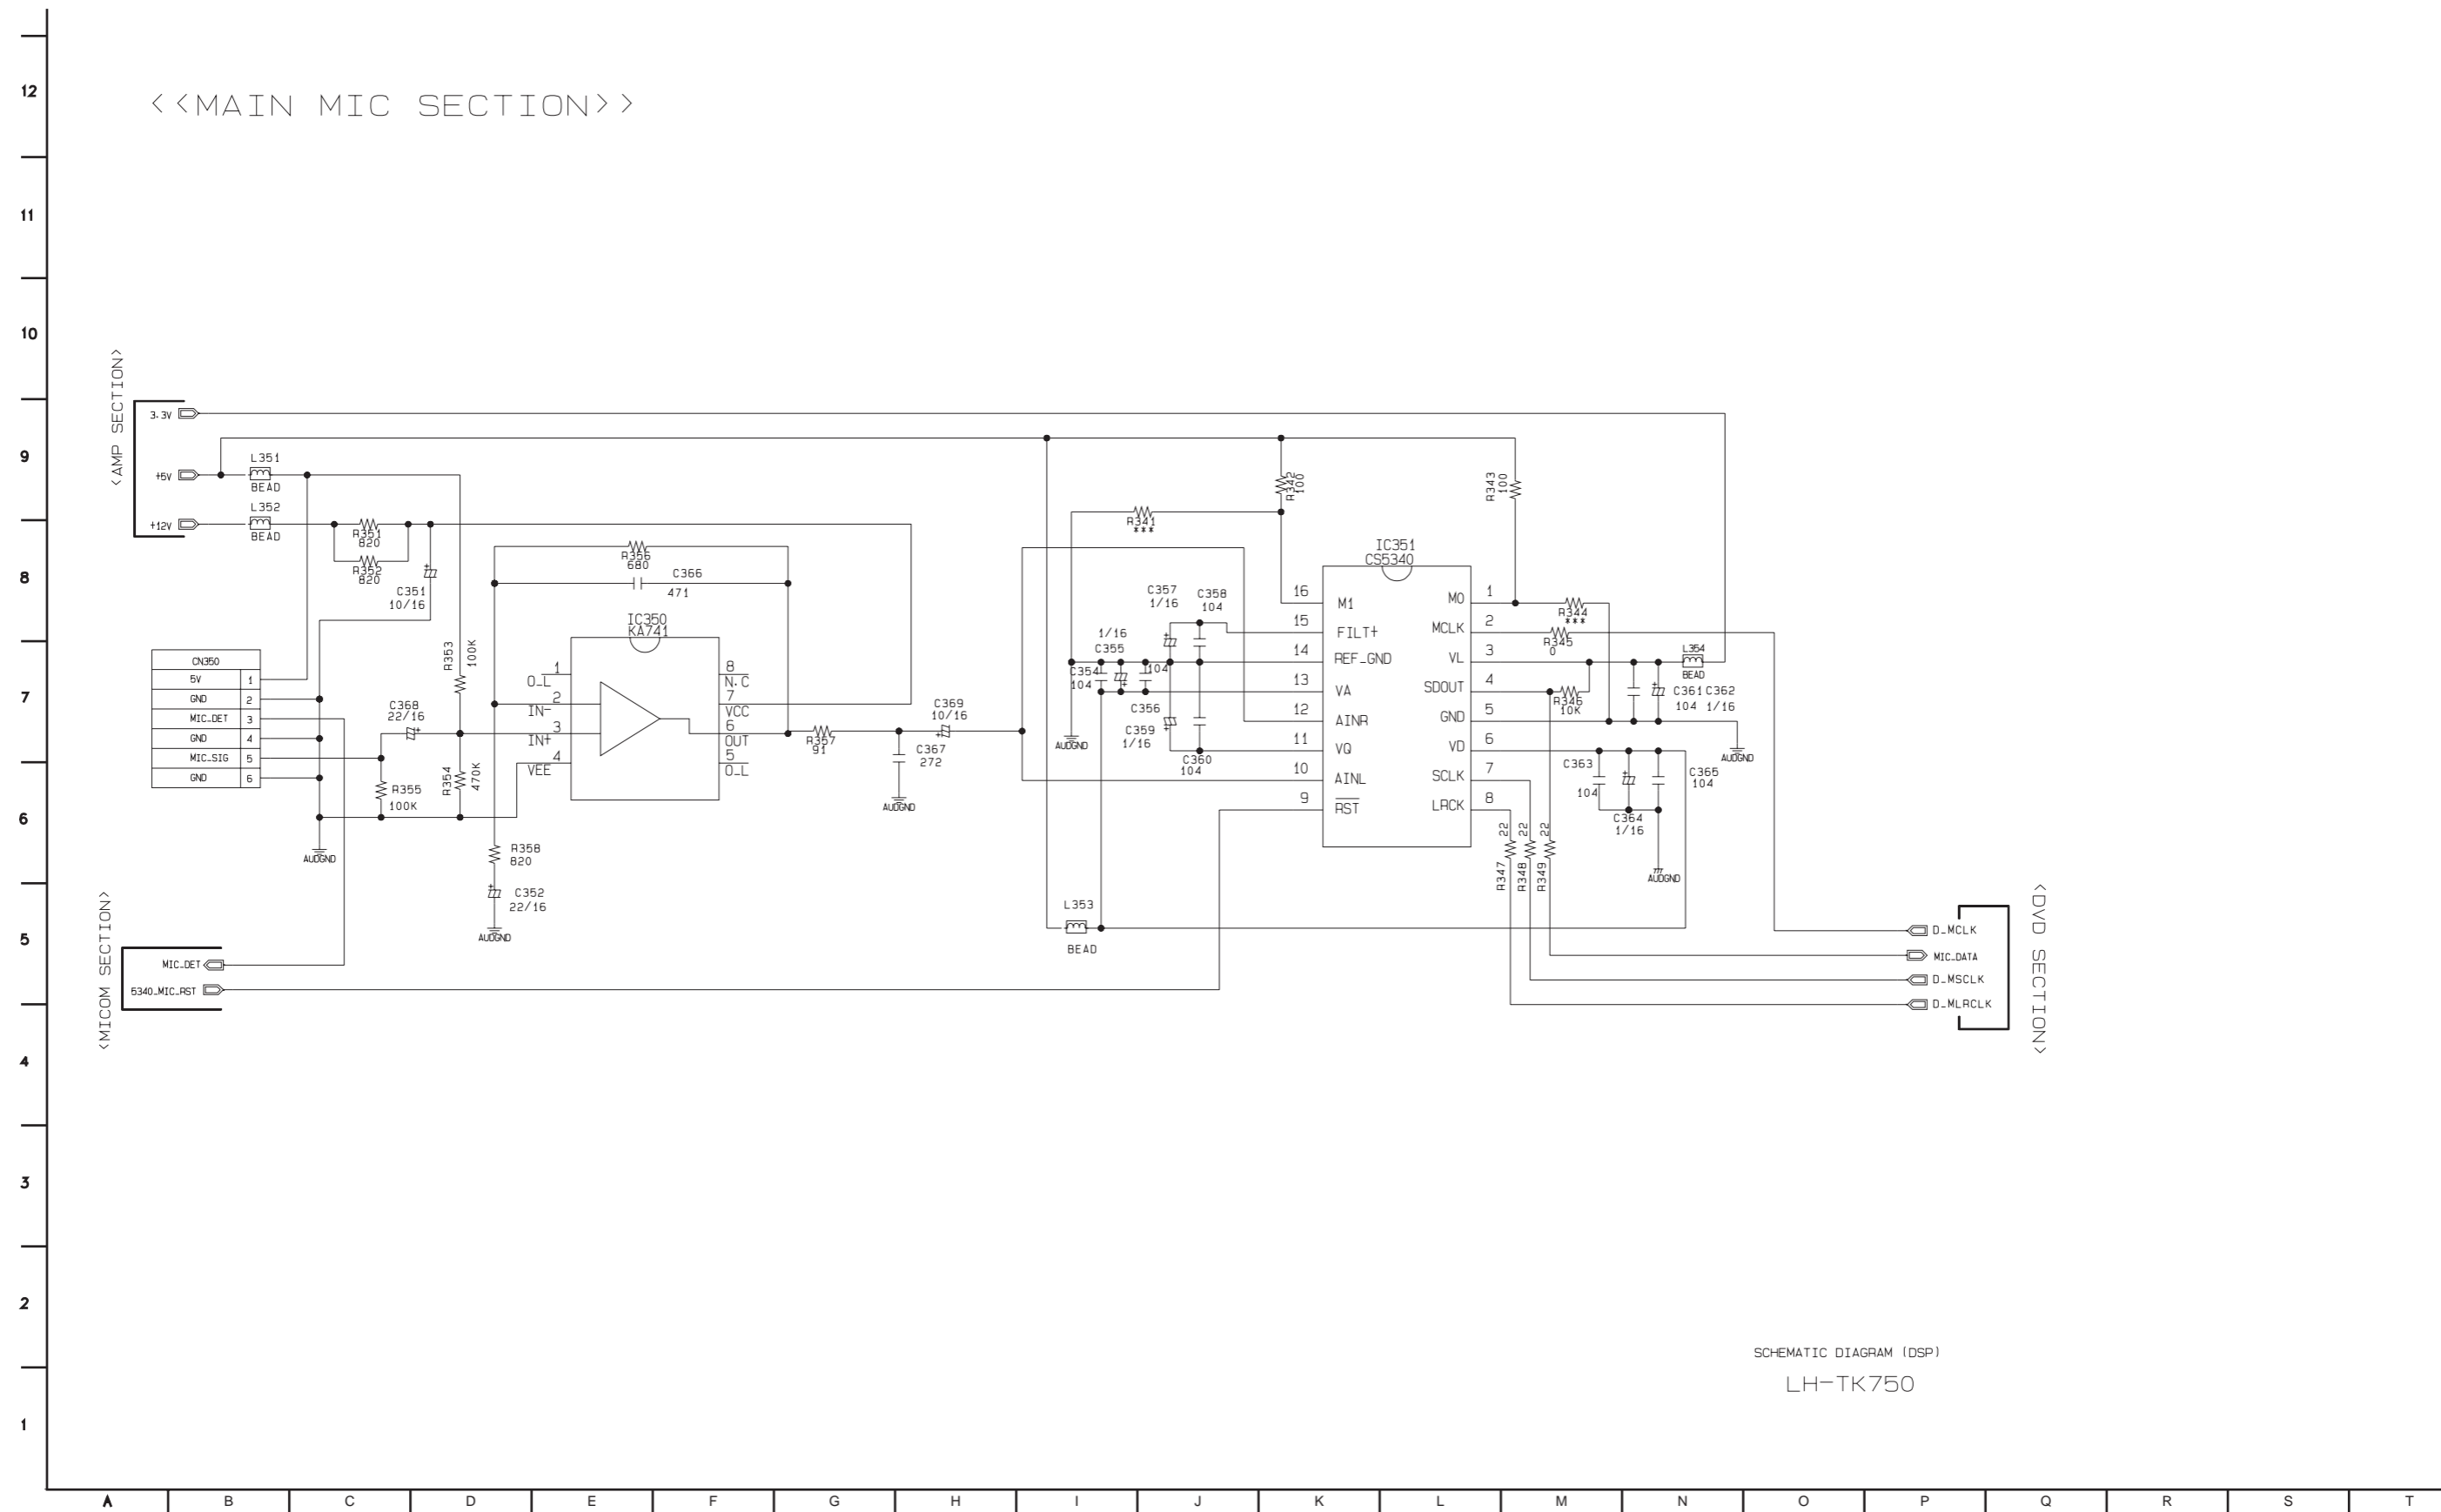 12
<<MAIN MIC SECTION>>
11
10
9
8
7
6
5
4
3
2
1
<AMP SECTION>
3.3V
+5V
+12V
L351
BEAD
L352
BEAD
R351
820
R352
820
C351
10/16
R353
100K
CN350
5V 1
GND 2
MIC_DET 3
GND 4
MIC_SIG 5
GND 6
C368
22/16
R355
100K
R354
470K
AUDGND
R356
680
C366
471
IC350
KA741
1
O_L
2
IN-
3
IN+
4
VEE
8
N.C
7
VCC
6
OUT
5
O_L
R358
820
C352
22/16
AUDGND
R357
91
C367
272
AUDGND
C369
10/16
<MICOM SECTION>
MIC_DET
5340_MIC_RST
R341
***
R342
100
R343
100
C357
1/16
C358
104
1/16
C355
C354
104
104
C356
C359
1/16
C360
104
AUDGND
L353
BEAD
IC351
CS5340
16 M1
15 FILT+
14 REF_GND
13 VA
12 AINR
11 VQ
10 AINL
9 RST
M0 1
MCLK 2
VL 3
SDOUT 4
GND 5
VD 6
SCLK 7
LRCK 8
R344
***
R345
0
R346
10K
L354
BEAD
C361 C362
104 1/16
AUDGND
C363
104
C365
104
C364
1/16
AUDGND
R347
22
R348
22
R349
22
D_MCLK
MIC_DATA
D_MSCLK
D_MLRCLK
<DVD SECTION>
SCHEMATIC DIAGRAM (DSP)
LH-TK750
A B C D E F G H I J K L M N O P Q R S T